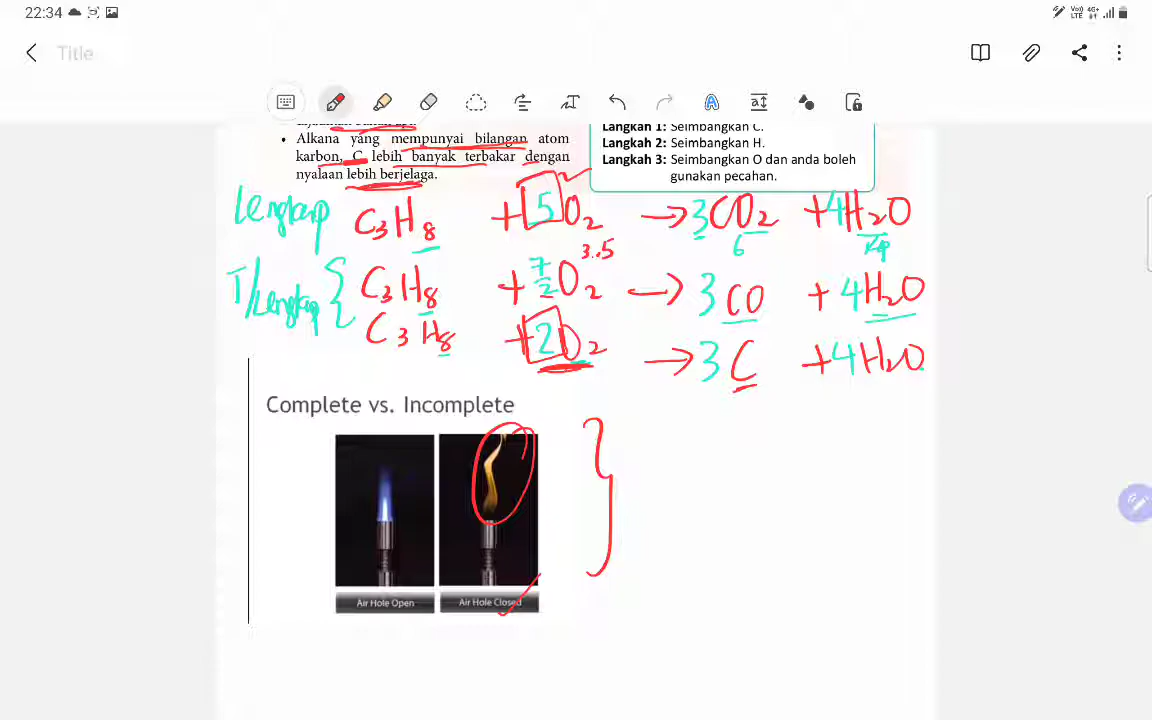 22:34
Vo)) LTE 4G+
Title
• Alkana yang mempunyai bilangan atom
karbon, C lebih banyak terbakar dengan
nyalaan lebih berjelaga.
Langkah 1: Seimbangkan C.
Langkah 2: Seimbangkan H.
Langkah 3: Seimbangkan O dan anda boleh
gunakan pecahan.
Lengkap C3H8 + 5O2 → 3CO2 + 4H2O
3.5 6
T/Lengkap { C3H8 + 7/2O2 → 3CO + 4H2O
C3H8 + 2O2 → 3C + 4H2O
Complete vs. Incomplete
Air Hole Open Air Hole Closed